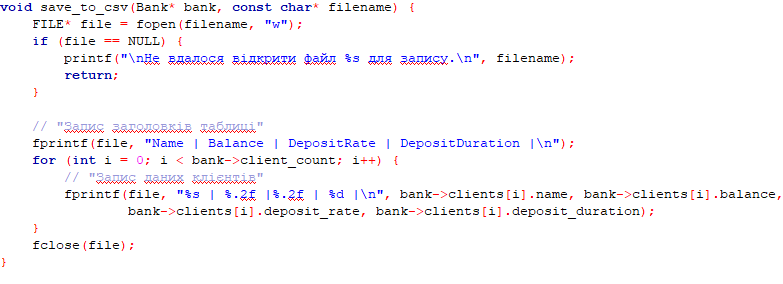 void save_to_csv(Bank* bank, const char* filename) {
    FILE* file = fopen(filename, "w");
    if (file == NULL) {
        printf("\nНе вдалося відкрити файл %s для запису.\n", filename);
        return;
    }

    // "Запис заголовків таблиці"
    fprintf(file, "Name | Balance | DepositRate | DepositDuration |\n");
    for (int i = 0; i < bank->client_count; i++) {
        // "Запис даних клієнтів"
        fprintf(file, "%s | %.2f |%.2f | %d |\n", bank->clients[i].name, bank->clients[i].balance,
                bank->clients[i].deposit_rate, bank->clients[i].deposit_duration);
    }
    fclose(file);
}